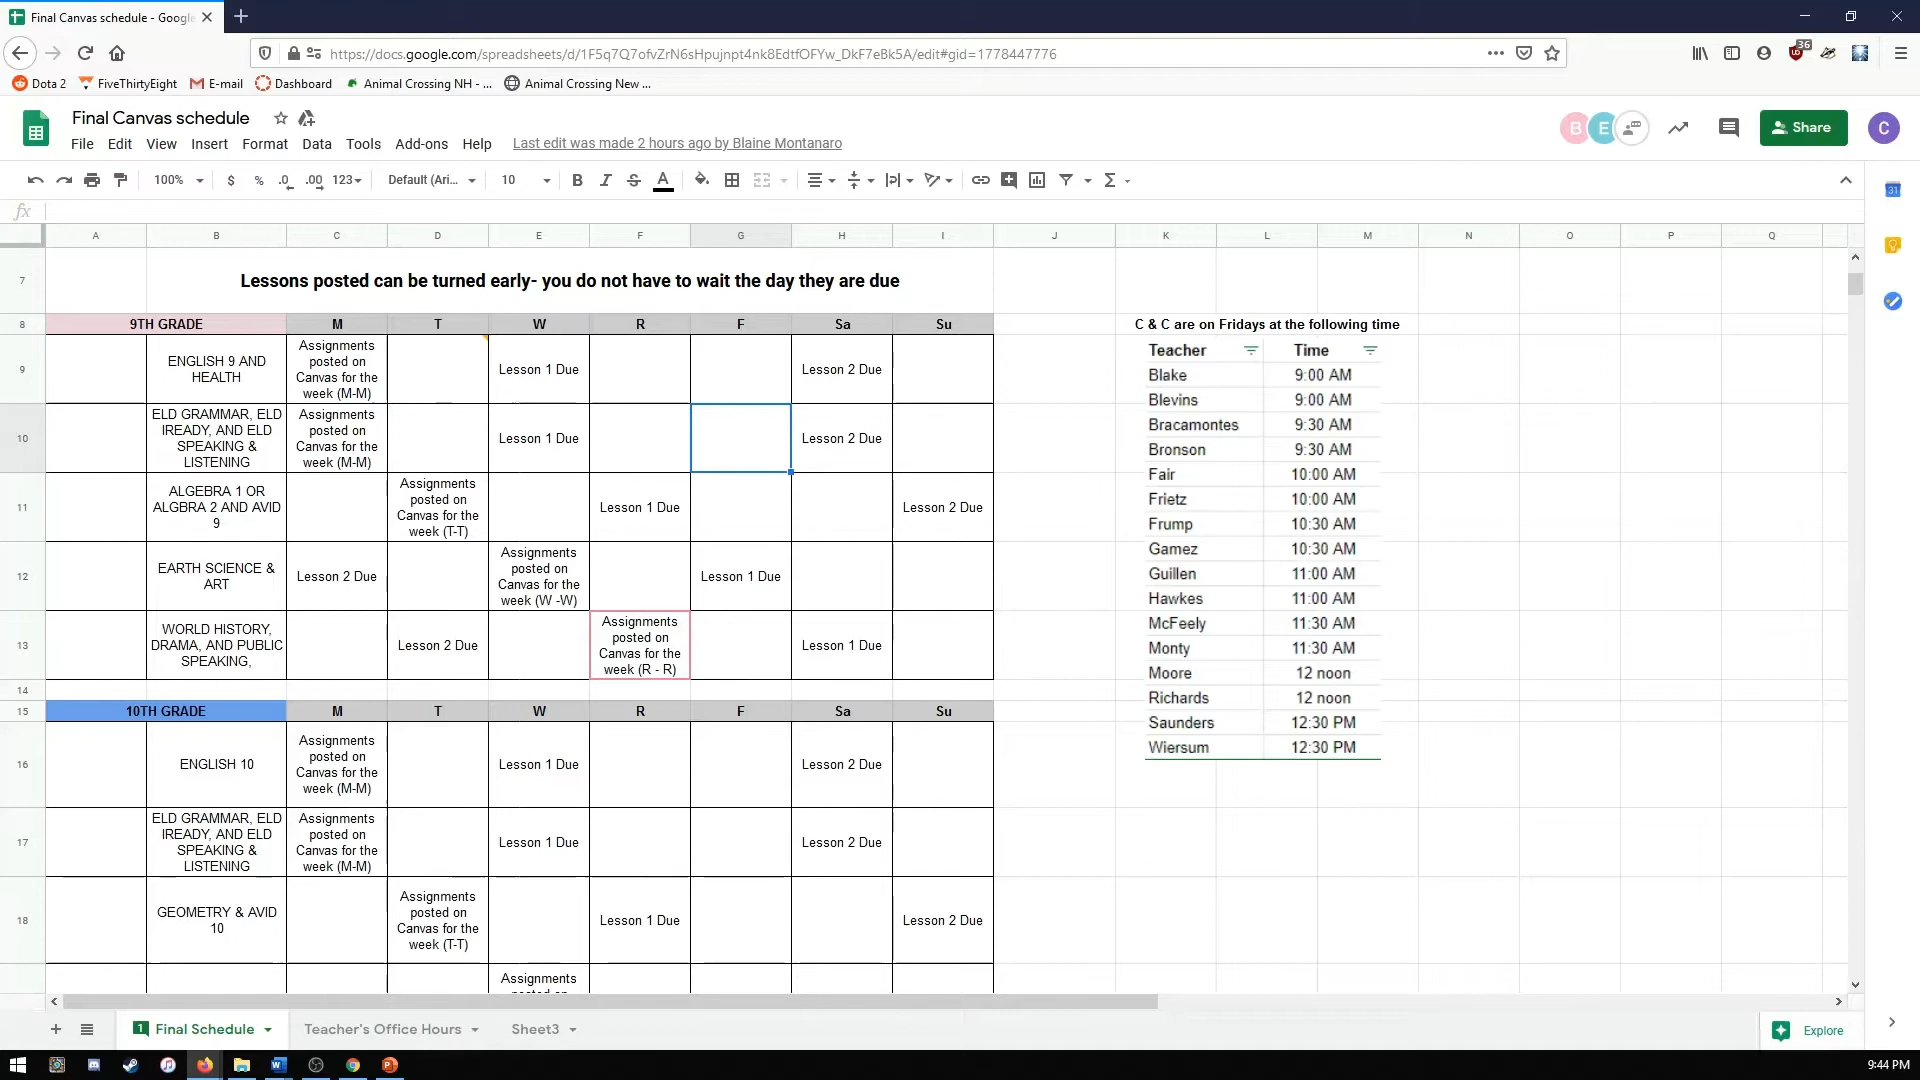 Final Canvas schedule - Google
https://docs.google.com/spreadsheets/d/1F5q7Q7ofvZrN6sHpujnpt4nk8EdtfOFYw_DkF7eBk5A/edit#gid=1778447776
36
Dota 2 FiveThirtyEight E-mail Dashboard Animal Crossing NH - ... Animal Crossing New ...
Final Canvas schedule
B E Share C
File Edit View Insert Format Data Tools Add-ons Help Last edit was made 2 hours ago by Blaine Montanaro
100% $ % .0 .00 123 Default (Ari... 10 B I S A
fx
A B C D E F G H I J K L M N O P Q
7 Lessons posted can be turned early- you do not have to wait the day they are due
8 9TH GRADE M T W R F Sa Su
9
ENGLISH 9 AND
HEALTH
Assignments
posted on
Canvas for the
week (M-M)
Lesson 1 Due
Lesson 2 Due
10
ELD GRAMMAR, ELD
IREADY, AND ELD
SPEAKING &
LISTENING
Assignments
posted on
Canvas for the
week (M-M)
Lesson 1 Due
Lesson 2 Due
11
ALGEBRA 1 OR
ALGBRA 2 AND AVID
9
Assignments
posted on
Canvas for the
week (T-T)
Lesson 1 Due
Lesson 2 Due
12
EARTH SCIENCE &
ART
Lesson 2 Due
Assignments
posted on
Canvas for the
week (W -W)
Lesson 1 Due
13
WORLD HISTORY,
DRAMA, AND PUBLIC
SPEAKING,
Lesson 2 Due
Assignments
posted on
Canvas for the
week (R - R)
Lesson 1 Due
14
15 10TH GRADE M T W R F Sa Su
16
ENGLISH 10
Assignments
posted on
Canvas for the
week (M-M)
Lesson 1 Due
Lesson 2 Due
17
ELD GRAMMAR, ELD
IREADY, AND ELD
SPEAKING &
LISTENING
Assignments
posted on
Canvas for the
week (M-M)
Lesson 1 Due
Lesson 2 Due
18
GEOMETRY & AVID
10
Assignments
posted on
Canvas for the
week (T-T)
Lesson 1 Due
Lesson 2 Due
Assignments
posted on
C & C are on Fridays at the following time
Teacher Time
Blake 9:00 AM
Blevins 9:00 AM
Bracamontes 9:30 AM
Bronson 9:30 AM
Fair 10:00 AM
Frietz 10:00 AM
Frump 10:30 AM
Gamez 10:30 AM
Guillen 11:00 AM
Hawkes 11:00 AM
McFeely 11:30 AM
Monty 11:30 AM
Moore 12 noon
Richards 12 noon
Saunders 12:30 PM
Wiersum 12:30 PM
31
1 Final Schedule Teacher's Office Hours Sheet3 Explore
9:44 PM